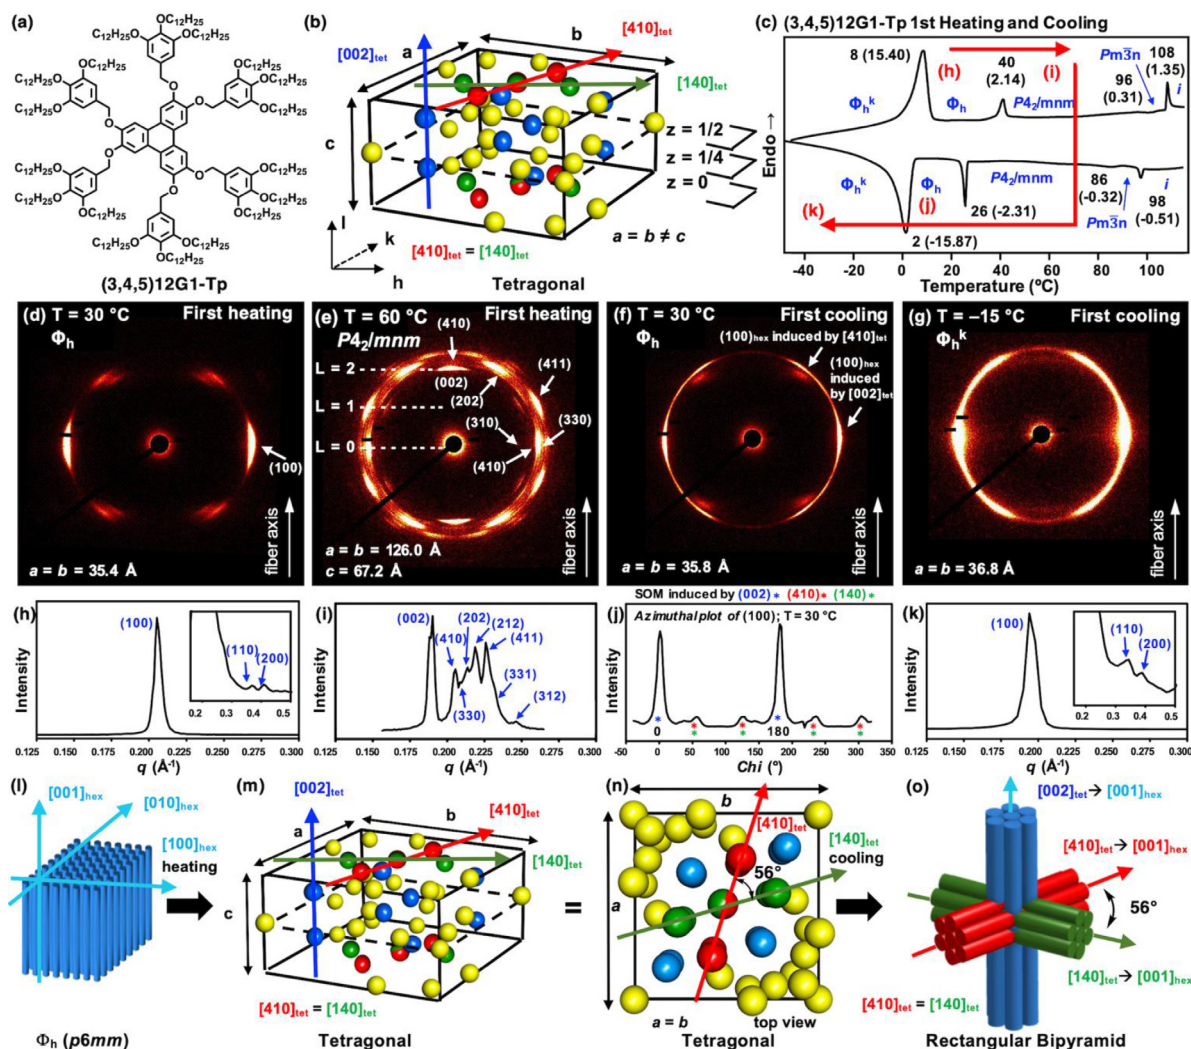 (a)
OC₁₂H₂₅
C₁₂H₂₅O OC₁₂H₂₅
C₁₂H₂₅O OC₁₂H₂₅
C₁₂H₂₅O OC₁₂H₂₅
C₁₂H₂₅O O O OC₁₂H₂₅
O O
C₁₂H₂₅O O O OC₁₂H₂₅
C₁₂H₂₅O OC₁₂H₂₅
C₁₂H₂₅O OC₁₂H₂₅
C₁₂H₂₅O OC₁₂H₂₅
OC₁₂H₂₅
(3,4,5)12G1-Tp
(b)
[002]tet
a
b
[410]tet
[140]tet
c
z = 1/2
z = 1/4
z = 0
a = b ≠ c
l
k
h
[410]tet = [140]tet
Tetragonal
(c) (3,4,5)12G1-Tp 1st Heating and Cooling
8 (15.40)
(h)
40
(2.14)
(i)
Pm3̅n
96
(0.31)
108
(1.35)
Φhᵏ
Φh
P4₂/mnm
i
Endo →
Φhᵏ
Φh
P4₂/mnm
86
(-0.32)
i
(k)
(j)
26 (-2.31)
Pm3̅n
98
(-0.51)
2 (-15.87)
-40 0 20 40 60 80 100
Temperature (ºC)
(d) T = 30 °C First heating
Φh
(100)
fiber axis
a = b = 35.4 Å
(e) T = 60 °C First heating
P4₂/mnm
(410)
L = 2
(002)
(202)
(411)
L = 1
(310)
(330)
L = 0
(410)
a = b = 126.0 Å
c = 67.2 Å
fiber axis
(f) T = 30 °C First cooling
Φh
(100)hex induced by [410]tet
(100)hex
induced
by [002]tet
fiber axis
a = b = 35.8 Å
(g) T = –15 °C First cooling
Φhᵏ
fiber axis
a = b = 36.8 Å
(h)
Intensity
(100)
(110)
(200)
0.2 0.3 0.4 0.5
0.125 0.150 0.175 0.200 0.225 0.250 0.275 0.300
q (Å⁻¹)
(i)
Intensity
(002)
(410)
(202)
(212)
(411)
(330)
(331)
(312)
0.125 0.150 0.175 0.200 0.225 0.250 0.275 0.300
q (Å⁻¹)
SOM induced by (002)* (410)* (140)*
(j)
Azimuthal plot of (100); T = 30 °C
Intensity
* * * * * *
* * * *
0 180
-50 0 50 100 150 200 250 300 350
Chi (°)
(k)
Intensity
(100)
(110)
(200)
0.2 0.3 0.4 0.5
0.125 0.150 0.175 0.200 0.225 0.250 0.275 0.300
q (Å⁻¹)
(l)
[001]hex
[010]hex
[100]hex
heating
Φh (p6mm)
(m)
[002]tet
a
b
[410]tet
[140]tet
c
[410]tet = [140]tet
Tetragonal
=
(n)
b
[410]tet
[140]tet
cooling
56°
a
a = b
top view
Tetragonal
(o)
[002]tet → [001]hex
[410]tet → [001]hex
56°
[140]tet → [001]hex
[410]tet = [140]tet
Rectangular Bipyramid